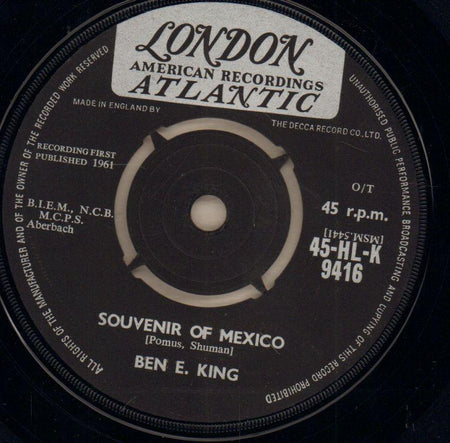 LONDON
AMERICAN RECORDINGS
ATLANTIC
MADE IN ENGLAND BY
THE DECCA RECORD CO., LTD.
RECORDING FIRST
PUBLISHED 1961
O/T
B.I.E.M., N.C.B.
M.C.P.S.
Aberbach
45 r.p.m.
[MSM.5441]
45-HL-K
9416
SOUVENIR OF MEXICO
[Pomus, Shuman]
BEN E. KING
ALL RIGHTS OF THE MANUFACTURER AND OF THE OWNER OF THE RECORDED WORK RESERVED
UNAUTHORISED PUBLIC PERFORMANCE, BROADCASTING AND COPYING OF THIS RECORD PROHIBITED